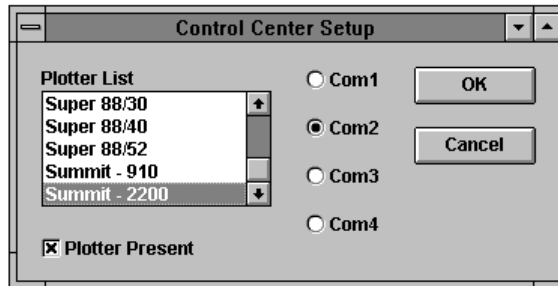 Control Center Setup
Plotter List
Super 88/30
Super 88/40
Super 88/52
Summit - 910
Summit - 2200
Plotter Present
Com1
Com2
Com3
Com4
OK
Cancel